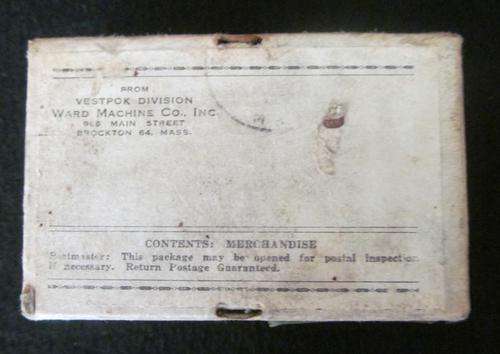 FROM
VESTPOK DIVISION
WARD MACHINE CO., INC.
MAIN STREET
BROCKTON 64, MASS.
CONTENTS: MERCHANDISE
Postmaster: This package may be opened for postal inspection
if necessary. Return Postage Guaranteed.